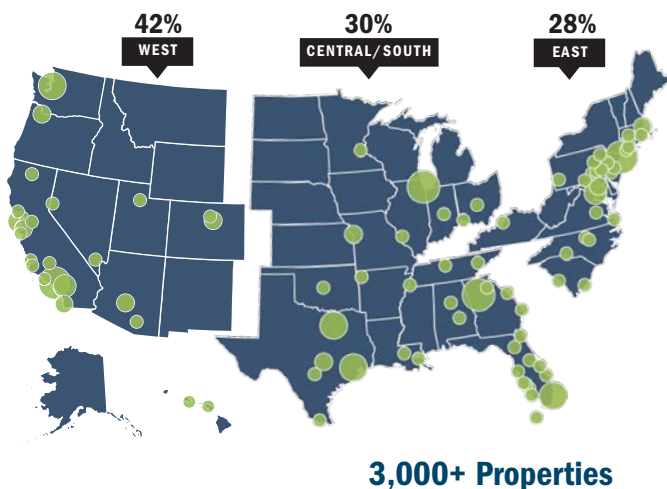 42%
WEST
30%
CENTRAL/SOUTH
28%
EAST
3,000+ Properties